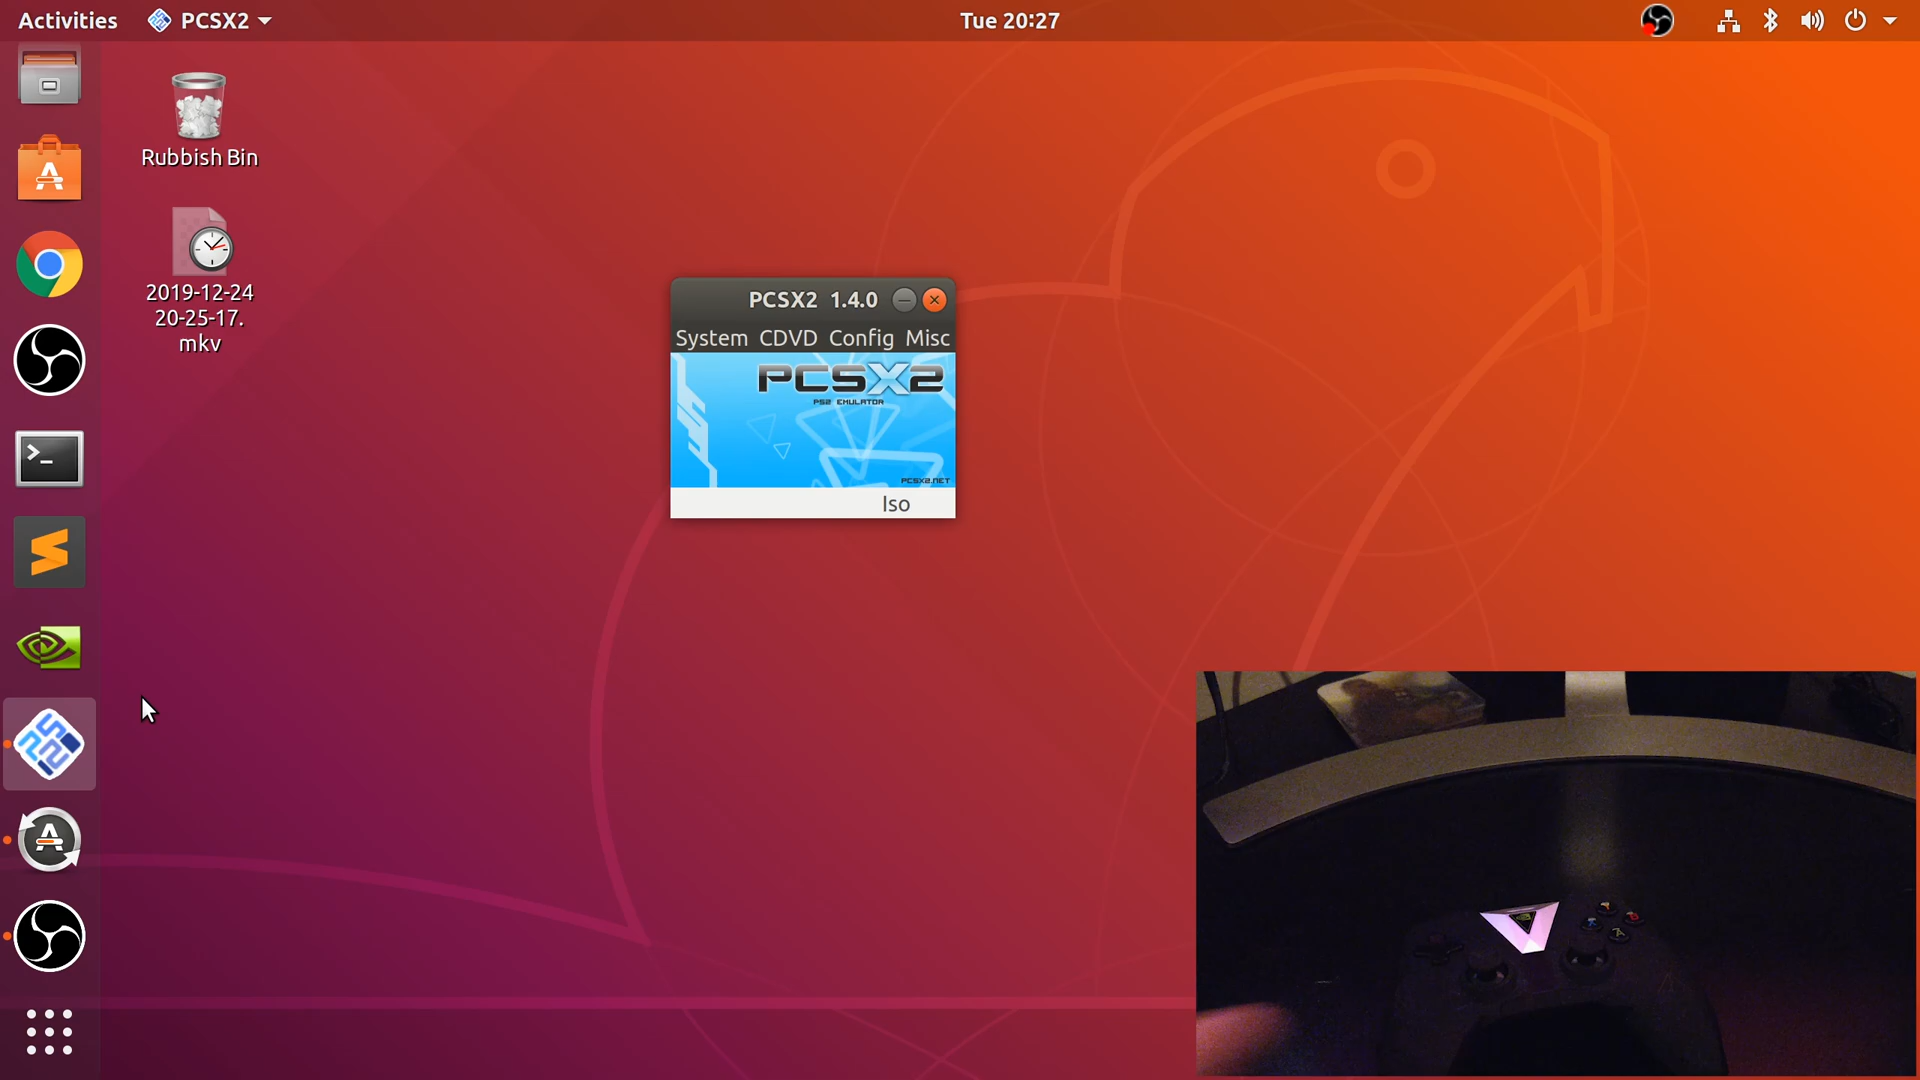 Activities
PCSX2
Tue 20:27
Rubbish Bin
2019-12-24
20-25-17.
mkv
PCSX2 1.4.0
System CDVD Config Misc
PCSX2
PS2 EMULATOR
PCSX2.NET
Iso